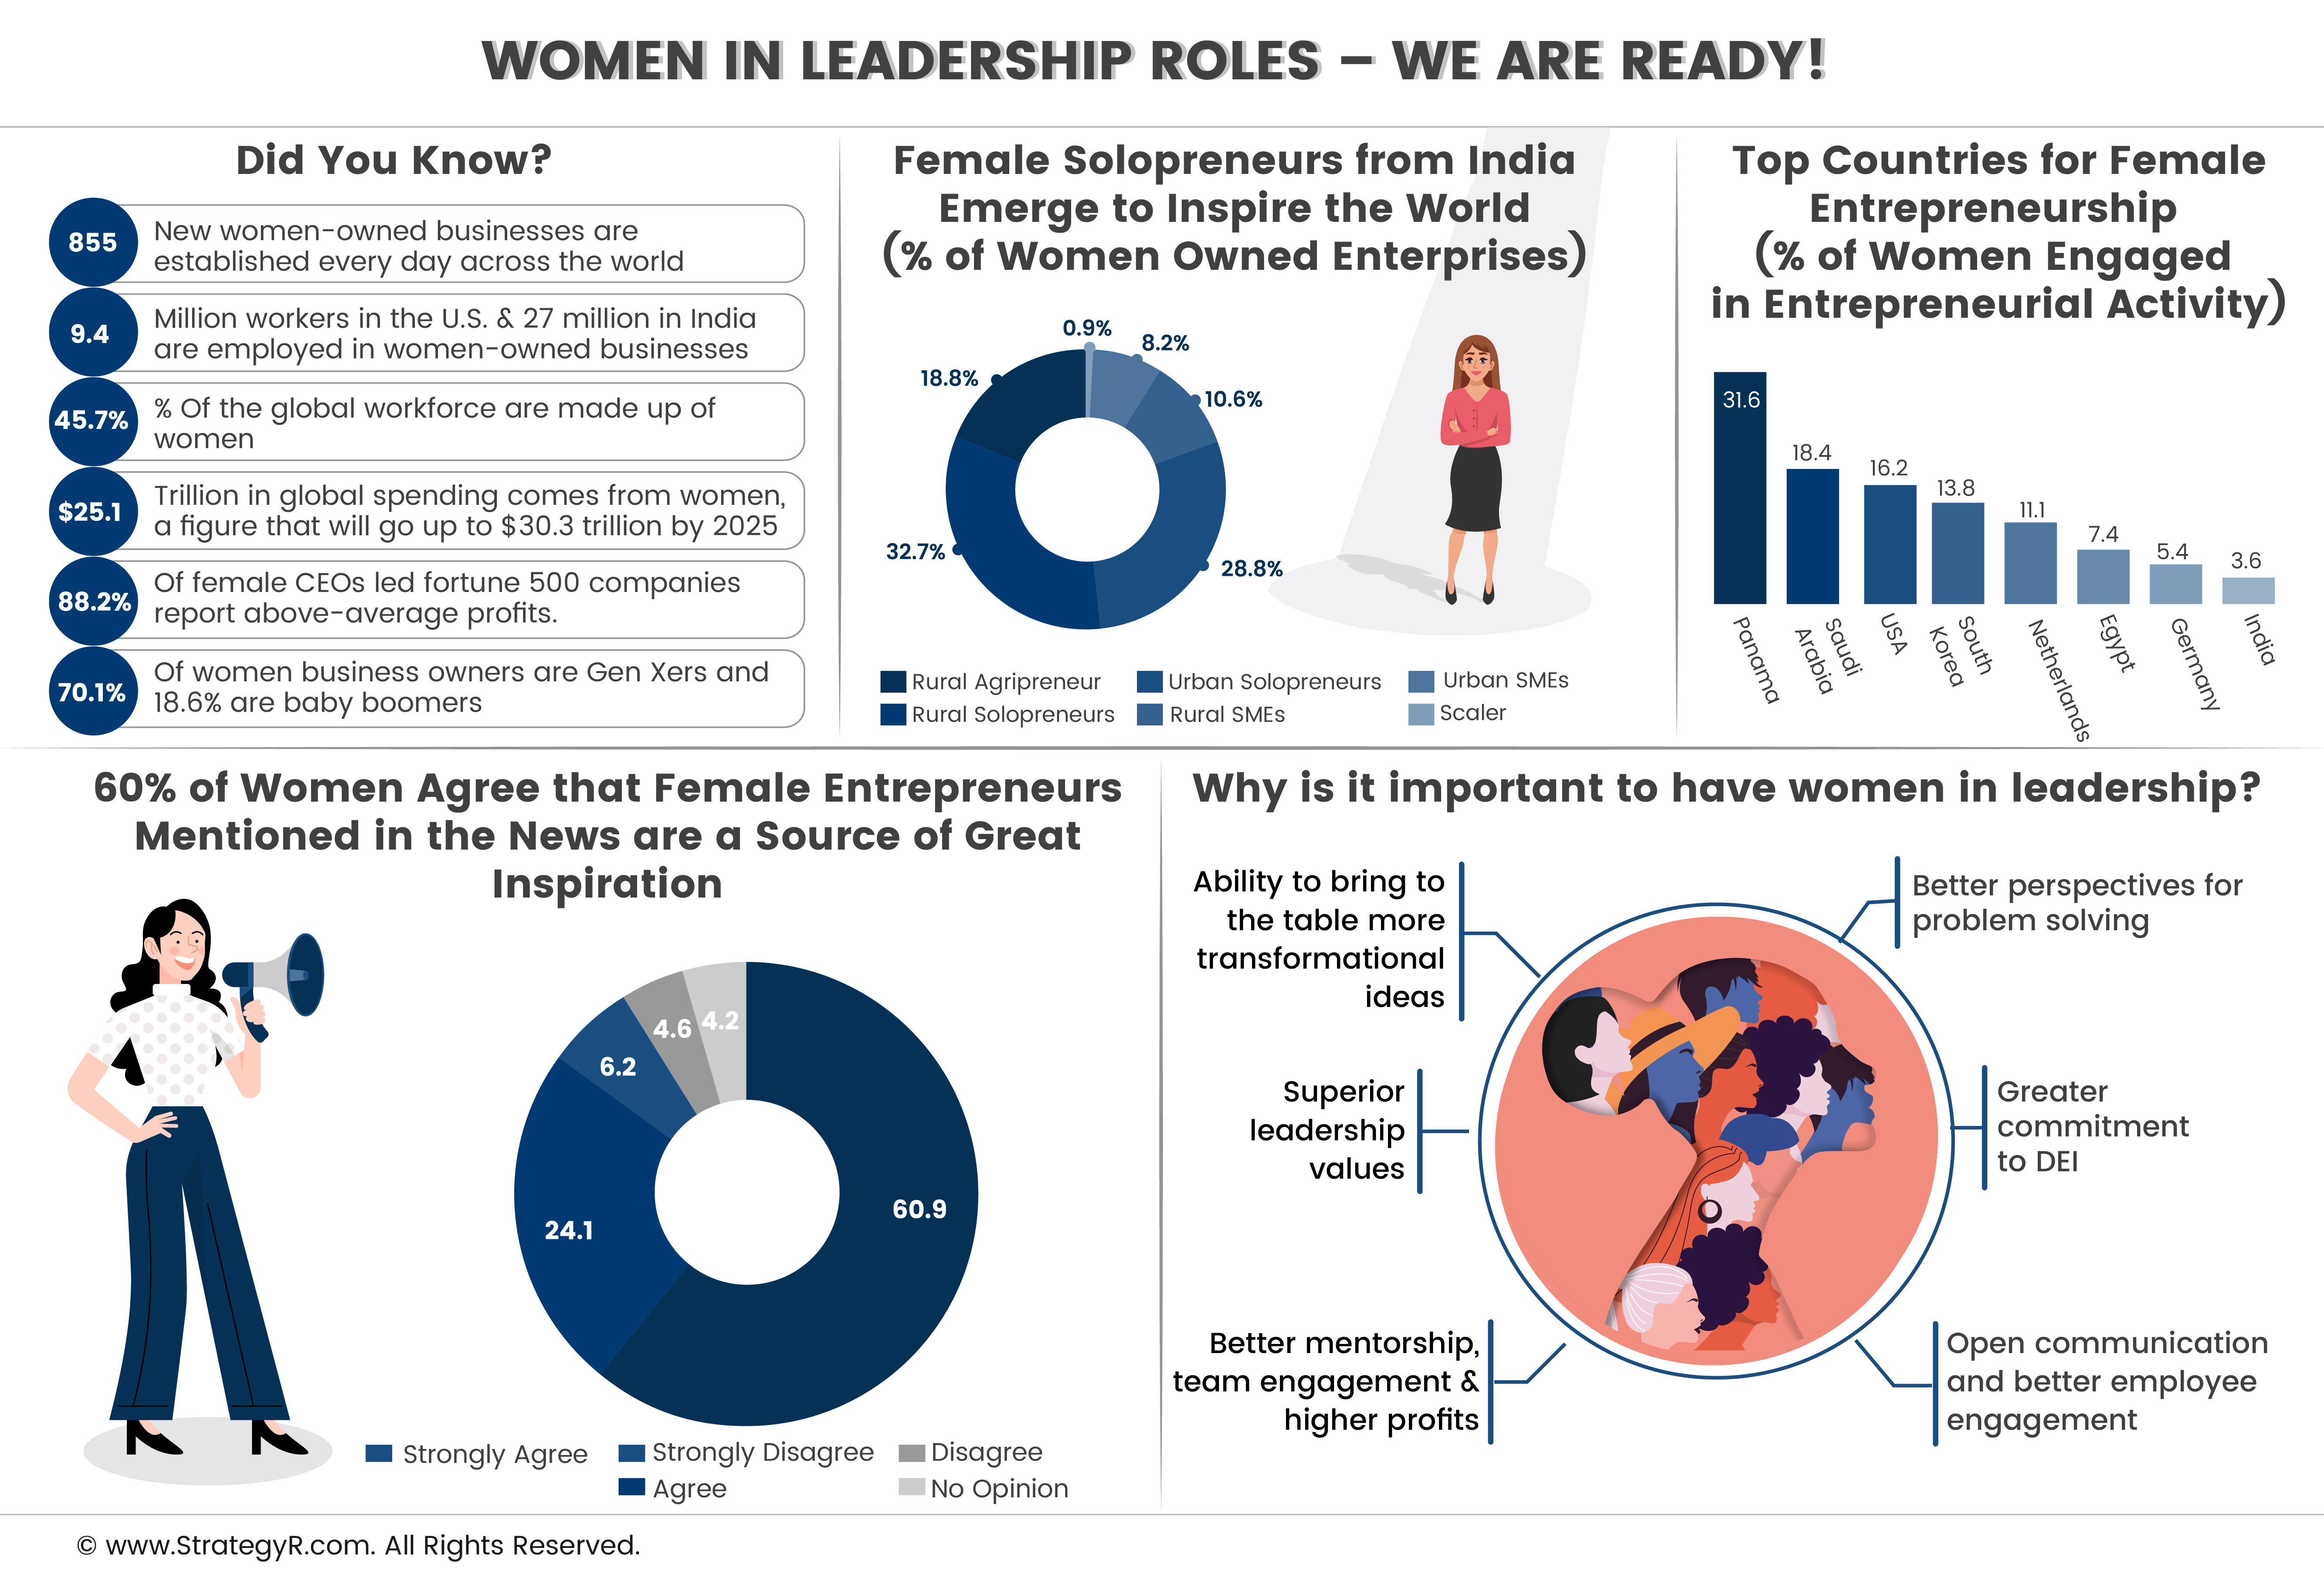 WOMEN IN LEADERSHIP ROLES – WE ARE READY!
Did You Know?
855
New women-owned businesses are
established every day across the world
9.4
Million workers in the U.S. & 27 million in India
are employed in women-owned businesses
45.7%
% Of the global workforce are made up of
women
$25.1
Trillion in global spending comes from women,
a figure that will go up to $30.3 trillion by 2025
88.2%
Of female CEOs led fortune 500 companies
report above-average profits.
70.1%
Of women business owners are Gen Xers and
18.6% are baby boomers
Female Solopreneurs from India
Emerge to Inspire the World
(% of Women Owned Enterprises)
0.9%
8.2%
18.8%
10.6%
32.7%
28.8%
Rural Agripreneur
Urban Solopreneurs
Urban SMEs
Rural Solopreneurs
Rural SMEs
Scaler
Top Countries for Female
Entrepreneurship
(% of Women Engaged
in Entrepreneurial Activity)
31.6
18.4
16.2
13.8
11.1
7.4
5.4
3.6
Panama
Saudi
Arabia
USA
South
Korea
Netherlands
Egypt
Germany
India
60% of Women Agree that Female Entrepreneurs
Mentioned in the News are a Source of Great
Inspiration
4.6
4.2
6.2
24.1
60.9
Strongly Agree
Strongly Disagree
Disagree
Agree
No Opinion
Why is it important to have women in leadership?
Ability to bring to
the table more
transformational
ideas
Better perspectives for
problem solving
Superior
leadership
values
Greater
commitment
to DEI
Better mentorship,
team engagement &
higher profits
Open communication
and better employee
engagement
© www.StrategyR.com. All Rights Reserved.